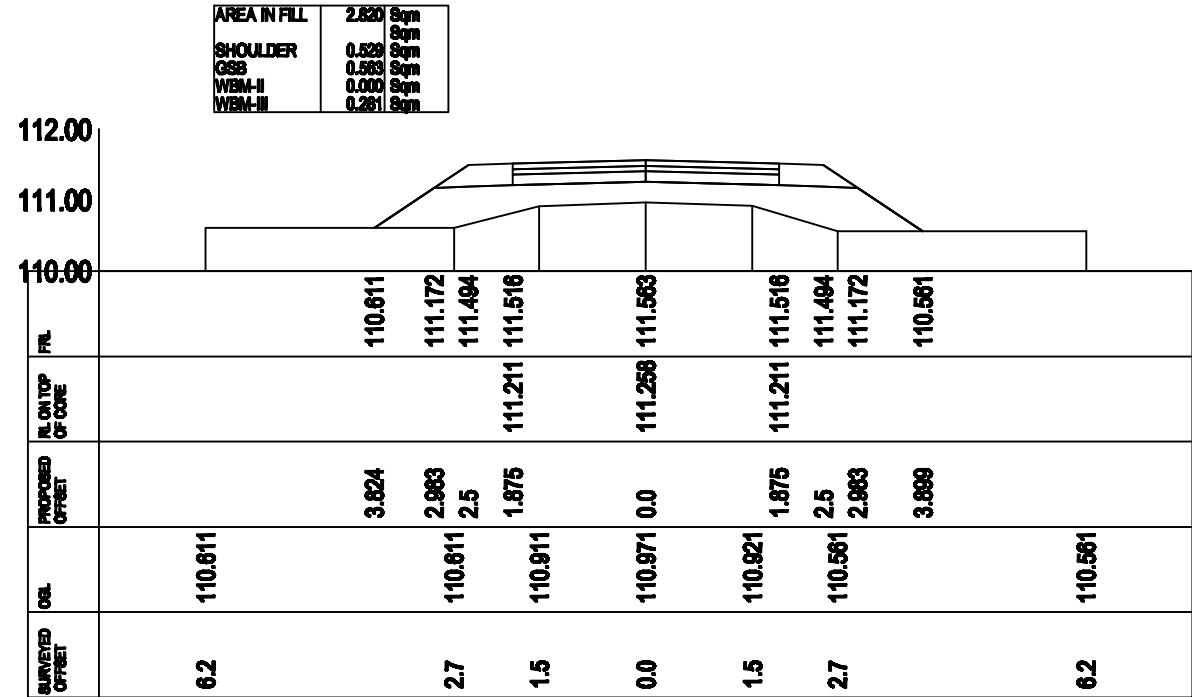 AREA IN FILL 2.820 Sqm
Sqm
SHOULDER 0.529 Sqm
GSB 0.563 Sqm
WBM-II 0.000 Sqm
WBM-III 0.281 Sqm
112.00
111.00
110.00
FRL 110.611 111.172 111.494 111.516 111.563 111.516 111.494 111.172 110.561
RL ON TOP
OF CORE
111.211 111.258 111.211
PROPOSED
OFFSET
3.824 2.983 2.5 1.875 0.0 1.875 2.5 2.983 3.899
OGL 110.611 110.611 110.911 110.971 110.921 110.561 110.561
SURVEYED
OFFSET
6.2 2.7 1.5 0.0 1.5 2.7 6.2